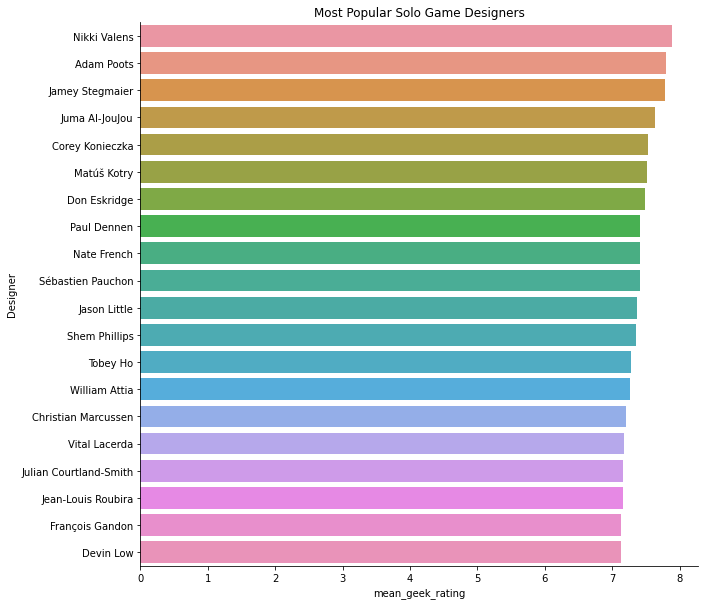 Most Popular Solo Game Designers
Designer
Nikki Valens
Adam Poots
Jamey Stegmaier
Juma Al-JouJou
Corey Konieczka
Matúš Kotry
Don Eskridge
Paul Dennen
Nate French
Sébastien Pauchon
Jason Little
Shem Phillips
Tobey Ho
William Attia
Christian Marcussen
Vital Lacerda
Julian Courtland-Smith
Jean-Louis Roubira
François Gandon
Devin Low
0 1 2 3 4 5 6 7 8
mean_geek_rating